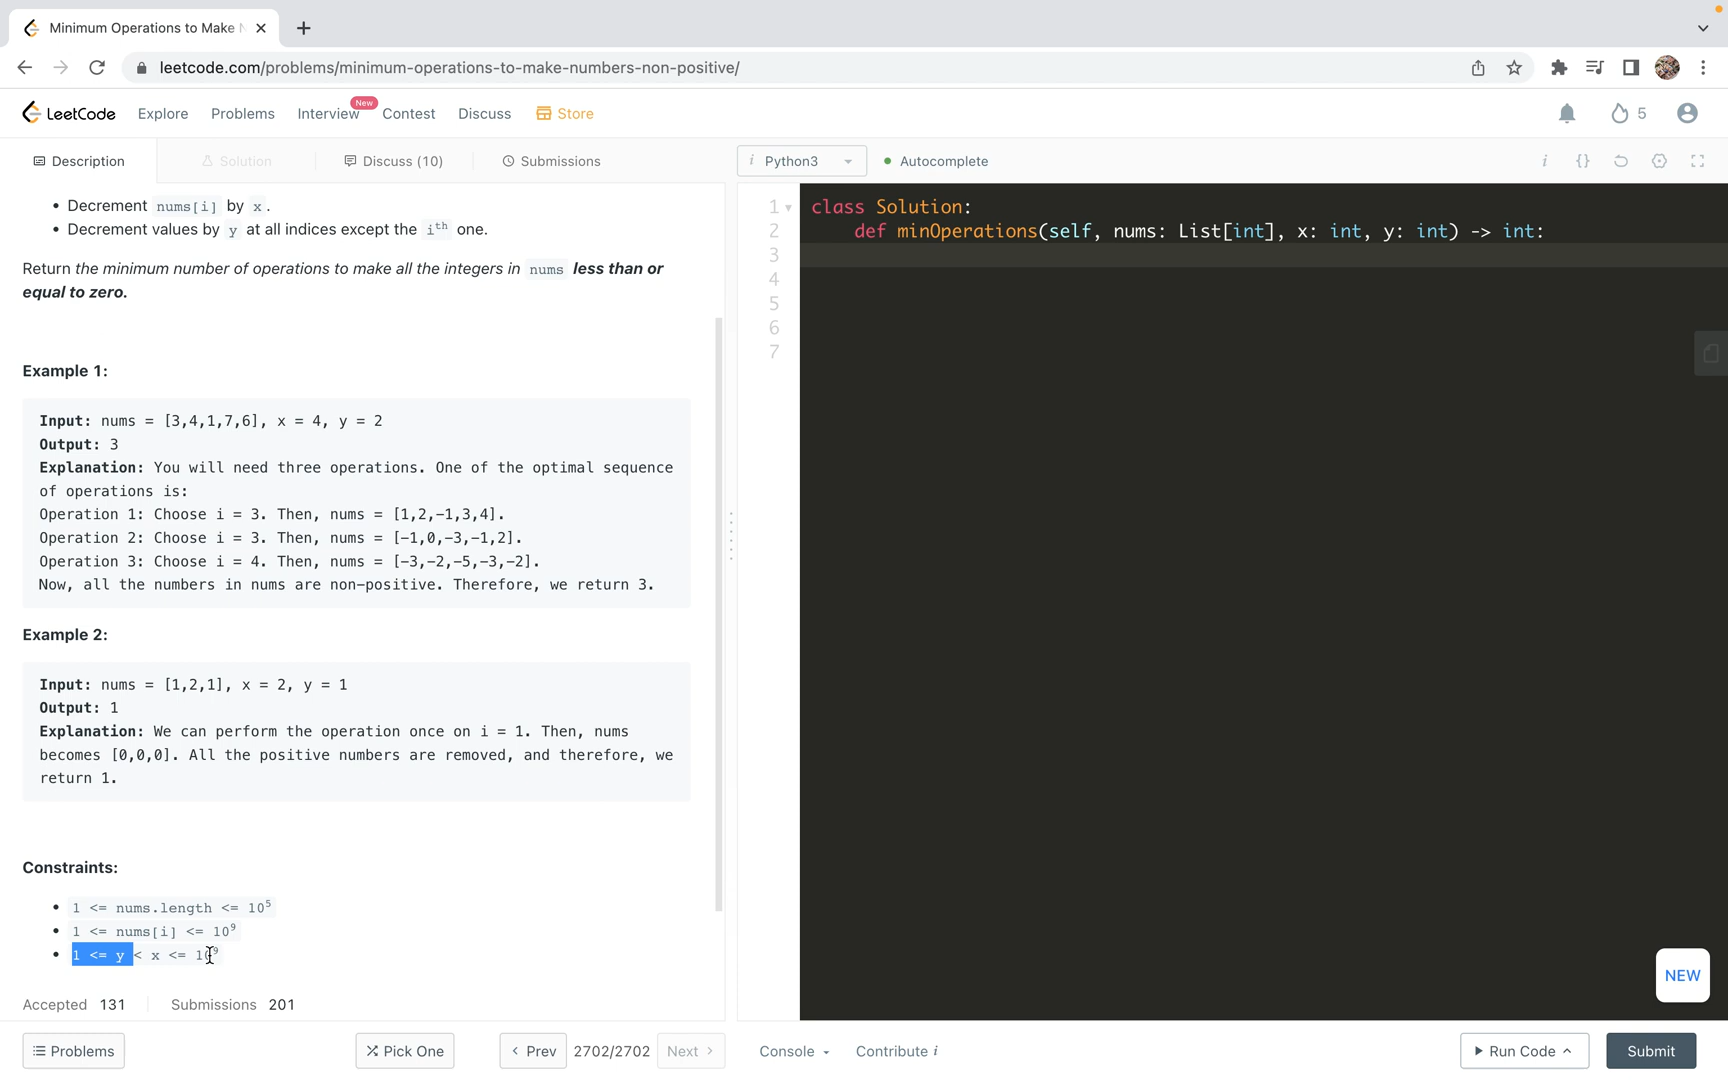 Minimum Operations to Make N
leetcode.com/problems/minimum-operations-to-make-numbers-non-positive/
LeetCode Explore Problems Interview New Contest Discuss Store 5
Description Solution Discuss (10) Submissions i Python3 Autocomplete i {}
• Decrement nums[i] by x .
• Decrement values by y at all indices except the iᵗʰ one.
Return the minimum number of operations to make all the integers in nums less than or
equal to zero.
Example 1:
Input: nums = [3,4,1,7,6], x = 4, y = 2
Output: 3
Explanation: You will need three operations. One of the optimal sequence
of operations is:
Operation 1: Choose i = 3. Then, nums = [1,2,-1,3,4].
Operation 2: Choose i = 3. Then, nums = [-1,0,-3,-1,2].
Operation 3: Choose i = 4. Then, nums = [-3,-2,-5,-3,-2].
Now, all the numbers in nums are non-positive. Therefore, we return 3.
Example 2:
Input: nums = [1,2,1], x = 2, y = 1
Output: 1
Explanation: We can perform the operation once on i = 1. Then, nums
becomes [0,0,0]. All the positive numbers are removed, and therefore, we
return 1.
Constraints:
• 1 <= nums.length <= 10⁵
• 1 <= nums[i] <= 10⁹
• 1 <= y < x <= 10⁹
Accepted 131 Submissions 201
1 class Solution:
2 def minOperations(self, nums: List[int], x: int, y: int) -> int:
3
4
5
6
7
NEW
Problems Pick One Prev 2702/2702 Next Console Contribute i Run Code Submit